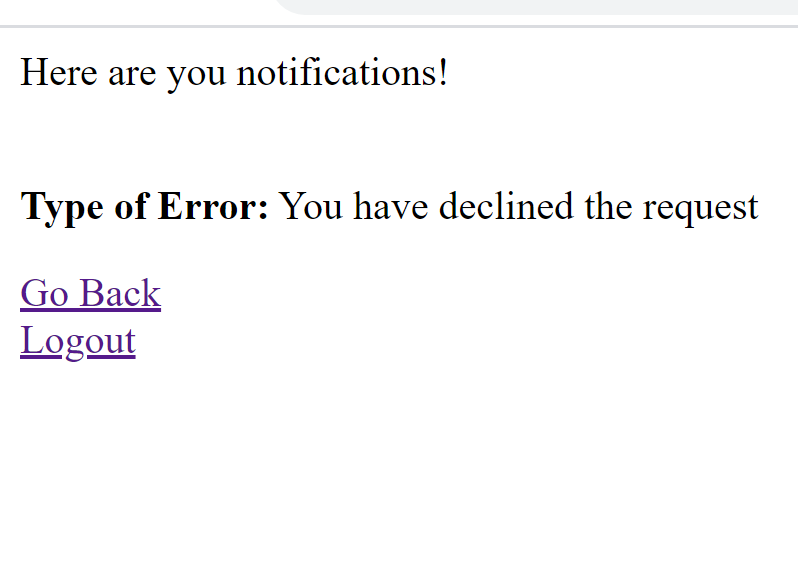 Here are you notifications!
Type of Error: You have declined the request
Go Back
Logout